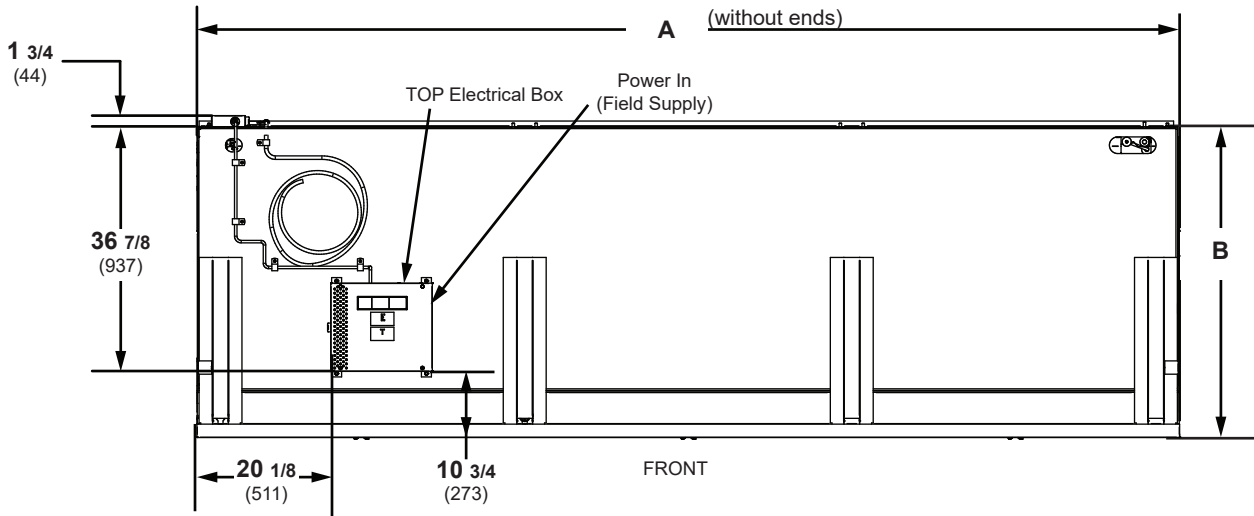 A
(without ends)
1 3/4
(44)
TOP Electrical Box
Power In
(Field Supply)
36 7/8
(937)
B
E
T
20 1/8
(511)
10 3/4
(273)
FRONT